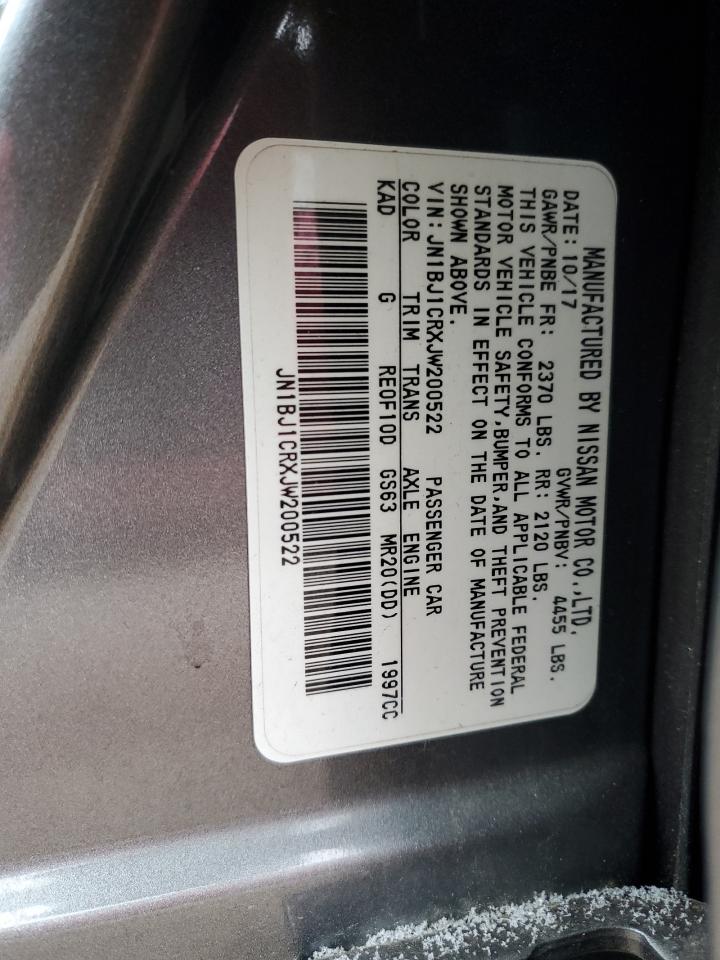 MANUFACTURED BY NISSAN MOTOR CO.,LTD.
DATE: 10/17 GVWR/PNBV: 4455 LBS.
GAWR/PNBE FR: 2370 LBS. RR: 2120 LBS.
THIS VEHICLE CONFORMS TO ALL APPLICABLE FEDERAL
MOTOR VEHICLE SAFETY,BUMPER,AND THEFT PREVENTION
STANDARDS IN EFFECT ON THE DATE OF MANUFACTURE
SHOWN ABOVE.
VIN: JN1BJ1CRXJW200522 PASSENGER CAR
COLOR TRIM TRANS AXLE ENGINE
KAD G RE0F10D GS63 MR20(DD) 1997CC
JN1BJ1CRXJW200522